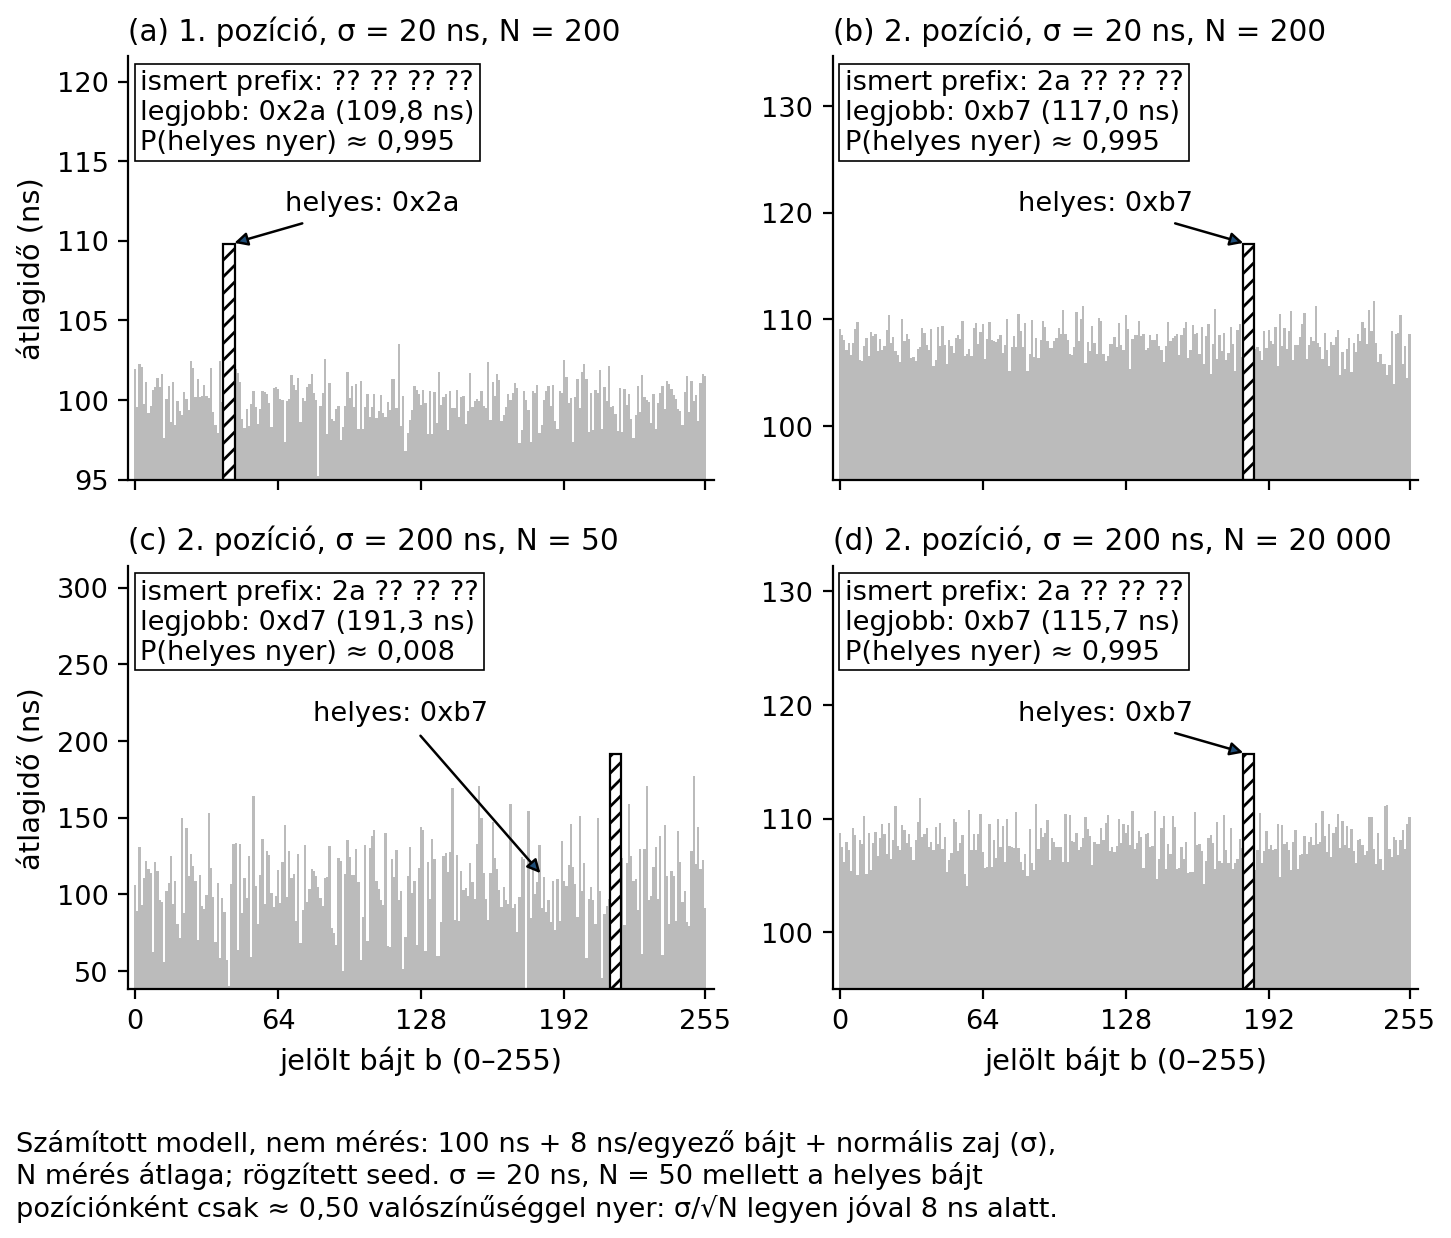 (a) 1. pozíció, σ = 20 ns, N = 200
ismert prefix: ?? ?? ?? ??
legjobb: 0x2a (109,8 ns)
P(helyes nyer) ≈ 0,995
helyes: 0x2a
átlagidő (ns)
120
115
110
105
100
95
(b) 2. pozíció, σ = 20 ns, N = 200
ismert prefix: 2a ?? ?? ??
legjobb: 0xb7 (117,0 ns)
P(helyes nyer) ≈ 0,995
helyes: 0xb7
130
120
110
100
(c) 2. pozíció, σ = 200 ns, N = 50
ismert prefix: 2a ?? ?? ??
legjobb: 0xd7 (191,3 ns)
P(helyes nyer) ≈ 0,008
helyes: 0xb7
átlagidő (ns)
300
250
200
150
100
50
0 64 128 192 255
jelölt bájt b (0–255)
(d) 2. pozíció, σ = 200 ns, N = 20 000
ismert prefix: 2a ?? ?? ??
legjobb: 0xb7 (115,7 ns)
P(helyes nyer) ≈ 0,995
helyes: 0xb7
130
120
110
100
0 64 128 192 255
jelölt bájt b (0–255)
Számított modell, nem mérés: 100 ns + 8 ns/egyező bájt + normális zaj (σ),
N mérés átlaga; rögzített seed. σ = 20 ns, N = 50 mellett a helyes bájt
pozíciónként csak ≈ 0,50 valószínűséggel nyer: σ/√N legyen jóval 8 ns alatt.